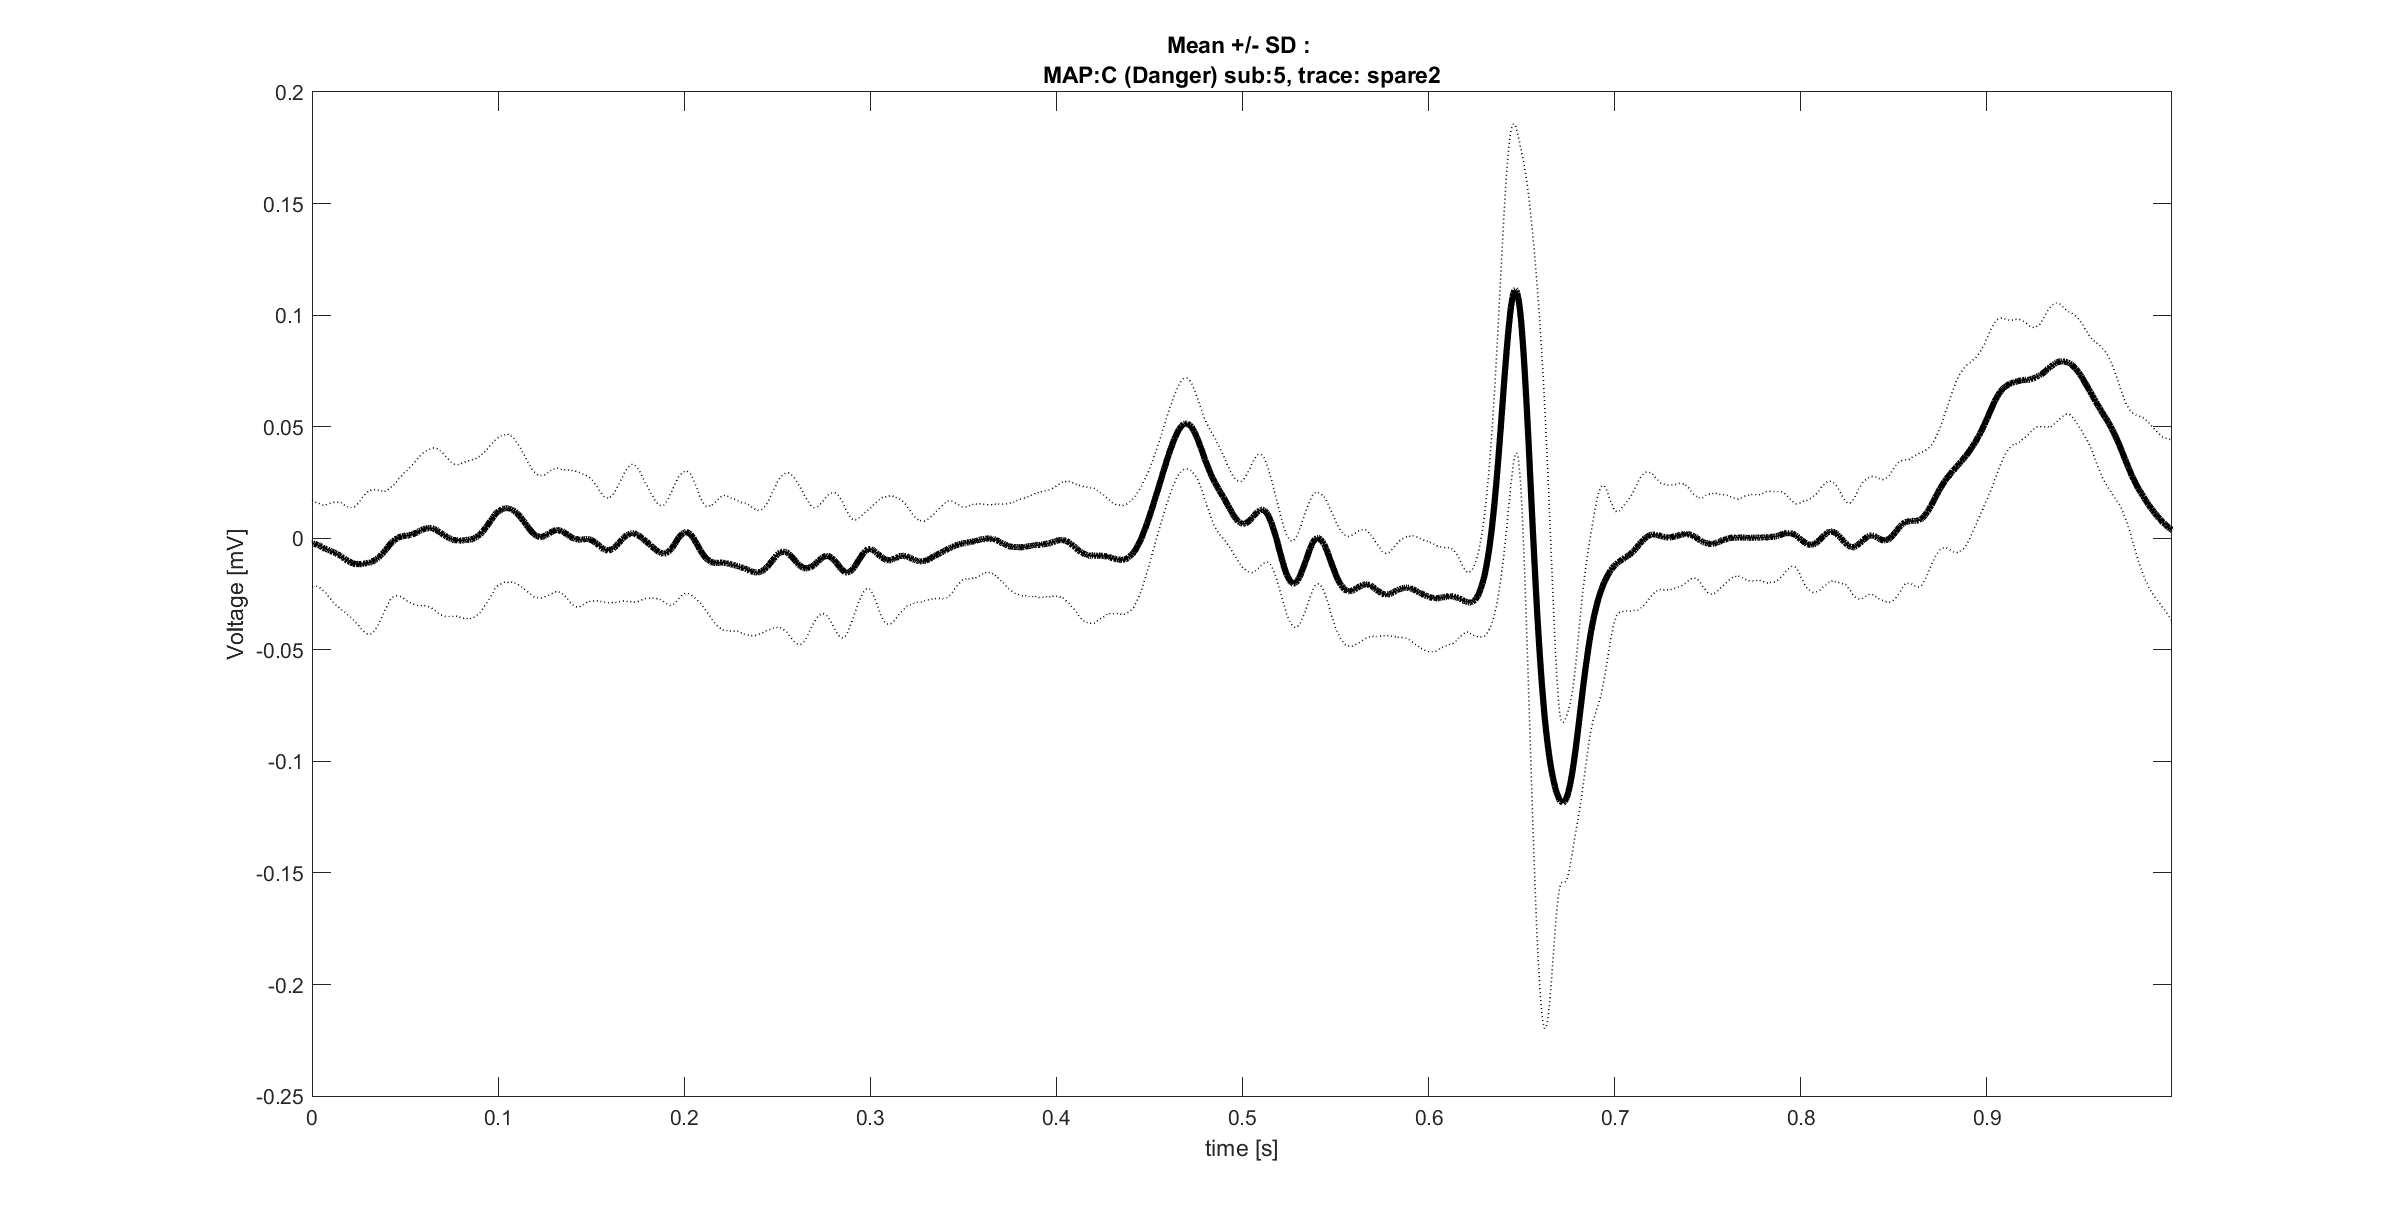 Mean +/- SD :
MAP:C (Danger) sub:5, trace: spare2
0.2
0.15
0.1
0.05
0
-0.05
-0.1
-0.15
-0.2
-0.25
Voltage [mV]
0 0.1 0.2 0.3 0.4 0.5 0.6 0.7 0.8 0.9
time [s]